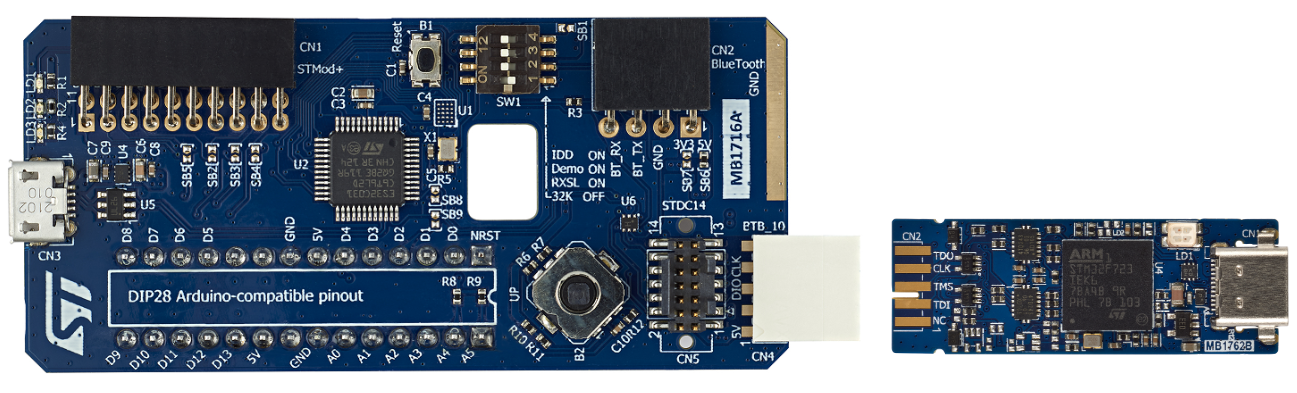 CN1
STMod+
Reset
B1
C1
C4
SW1
ON
12
1 2 3 4
SB1
CN2
BlueTooth
GND
LD1
LD2
LD3
R1
R2
R4
C2
C3
U1
X1
R5
R3
BT_RX
BT_TX
GND
3V3
5V
SB7
SB6
MB1716A
C7
C9
U4
C6
C8
U5
SB5
SB2
SB3
SB4
U2
C5
SB8
SB9
IDD ON
Demo ON
RXSL ON
32K OFF
U6
STDC14
14
13
BTB_10
CN3
D8
D7
D6
D5
GND
5V
D4
D3
D2
D1
D0
NRST
ST
DIP28 Arduino-compatible pinout
R8
R9
R6
R7
UP
R10
R11
B2
C10
R12
2
1
CN5
CLK
DIO
5V
CN4
D9
D10
D11
D12
D13
5V
GND
A0
A1
A2
A3
A4
A5
CN2
TDO
CLK
TMS
TDI
NC
ARM
STM32F723
U4
LD1
CN1
MB1762B